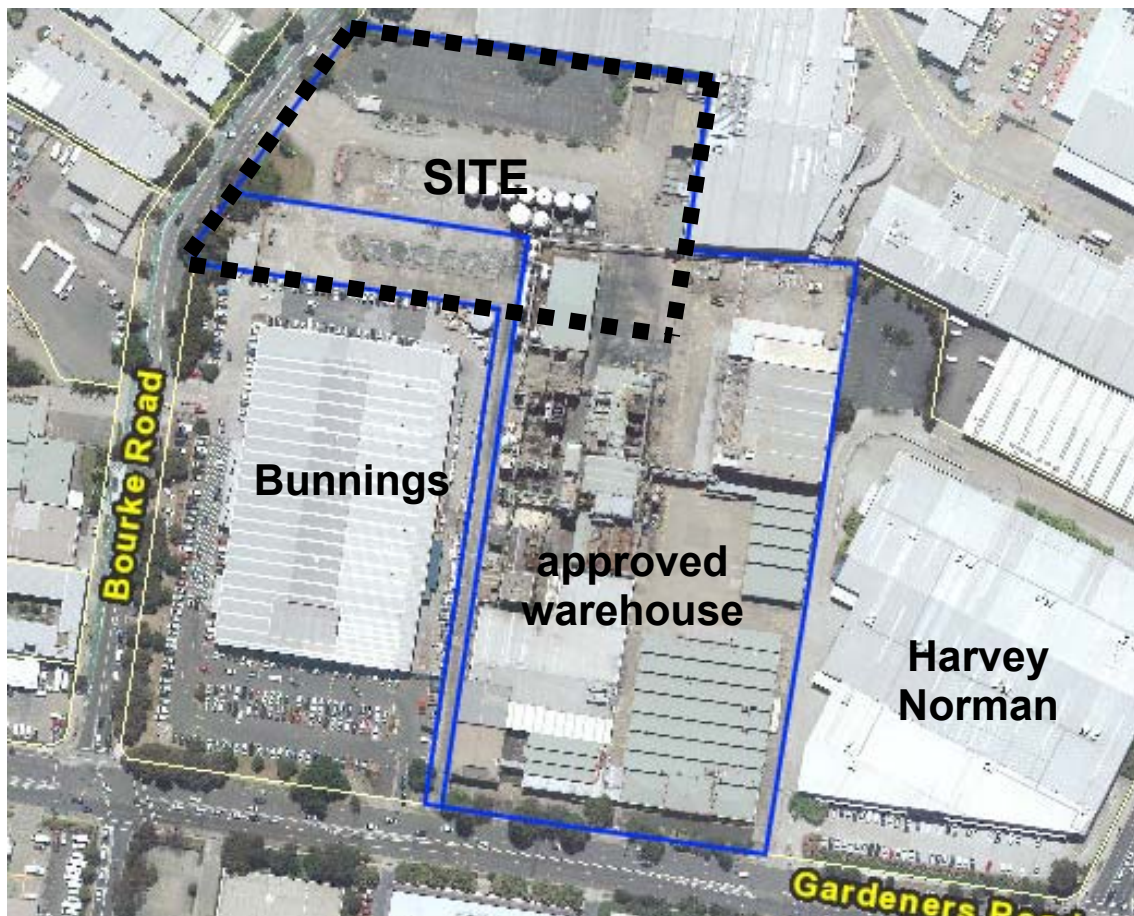 SITE
Bourke Road
Bunnings
approved
warehouse
Harvey
Norman
Gardeners